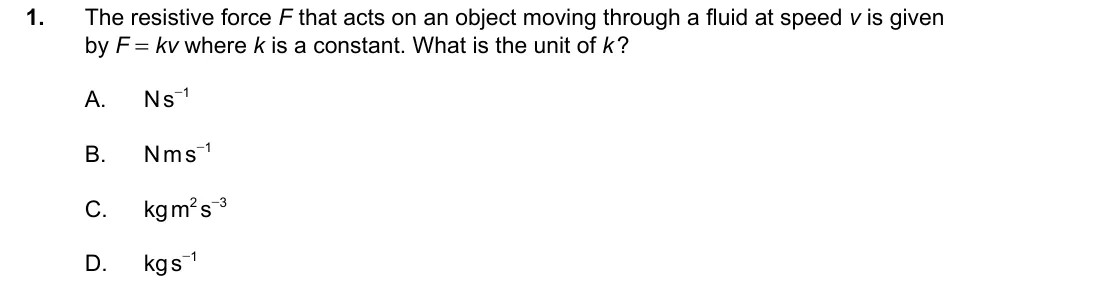 1. The resistive force F that acts on an object moving through a fluid at speed v is given
by F = kv where k is a constant. What is the unit of k?
A. N s⁻¹
B. N m s⁻¹
C. kg m² s⁻³
D. kg s⁻¹